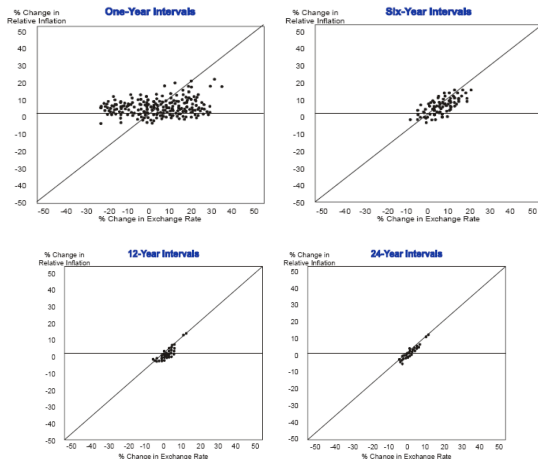 One-Year Intervals
% Change in
Relative Inflation
50
40
30
20
10
0
-10
-20
-30
-40
-50
-50 -40 -30 -20 -10 0 10 20 30 40 50
% Change in Exchange Rate
Six-Year Intervals
% Change in
Relative Inflation
50
40
30
20
10
0
-10
-20
-30
-40
-50
-50 -40 -30 -20 -10 0 10 20 30 40 50
% Change in Exchange Rate
12-Year Intervals
% Change in
Relative Inflation
50
40
30
20
10
0
-10
-20
-30
-40
-50
-50 -40 -30 -20 -10 0 10 20 30 40 50
% Change in Exchange Rate
24-Year Intervals
% Change in
Relative Inflation
50
40
30
20
10
0
-10
-20
-30
-40
-50
-50 -40 -30 -20 -10 0 10 20 30 40 50
% Change in Exchange Rate